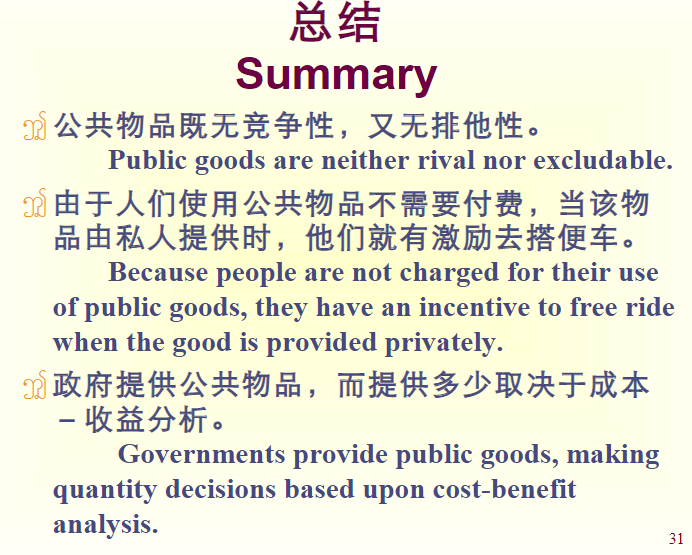 总结
Summary
公共物品既无竞争性，又无排他性。
Public goods are neither rival nor excludable.
由于人们使用公共物品不需要付费，当该物
品由私人提供时，他们就有激励去搭便车。
Because people are not charged for their use
of public goods, they have an incentive to free ride
when the good is provided privately.
政府提供公共物品，而提供多少取决于成本
－收益分析。
Governments provide public goods, making
quantity decisions based upon cost-benefit
analysis.
31